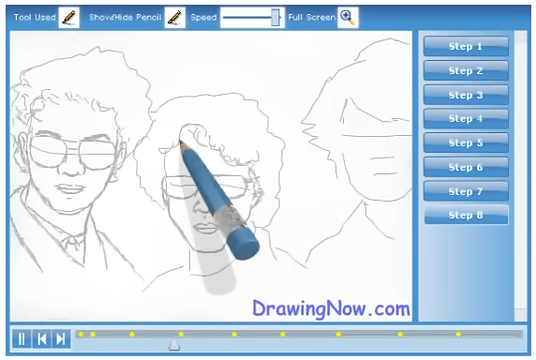 Tool Used Show/Hide Pencil Speed Full Screen
Step 1
Step 2
Step 3
Step 4
Step 5
Step 6
Step 7
Step 8
DrawingNow.com